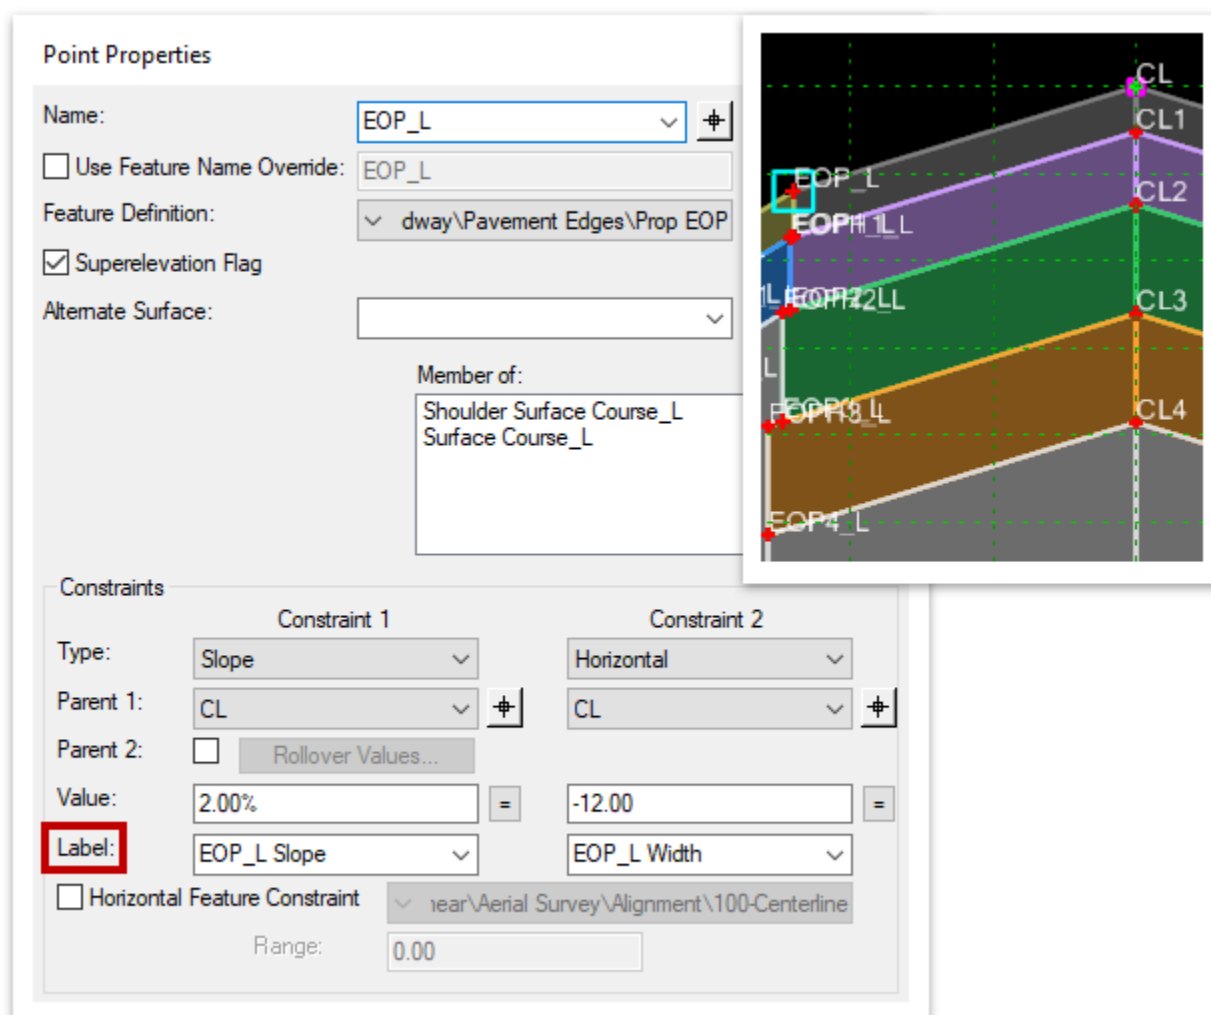 Point Properties
Name:
EOP_L
Use Feature Name Override:
EOP_L
Feature Definition:
dway\Pavement Edges\Prop EOP
Superelevation Flag
Alternate Surface:
Member of:
Shoulder Surface Course_L
Surface Course_L
Constraints
Constraint 1
Constraint 2
Type:
Slope
Horizontal
Parent 1:
CL
CL
Parent 2:
Rollover Values...
Value:
2.00%
=
-12.00
=
Label:
EOP_L Slope
EOP_L Width
Horizontal Feature Constraint
near\Aerial Survey\Alignment\100-Centerline
Range:
0.00
CL
CL1
EOP_L
CL2
CL3
CL4
EOP4_L